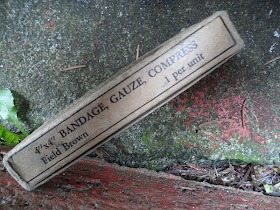 4"x4" BANDAGE, GAUZE, COMPRESS
Field Brown 1 per unit